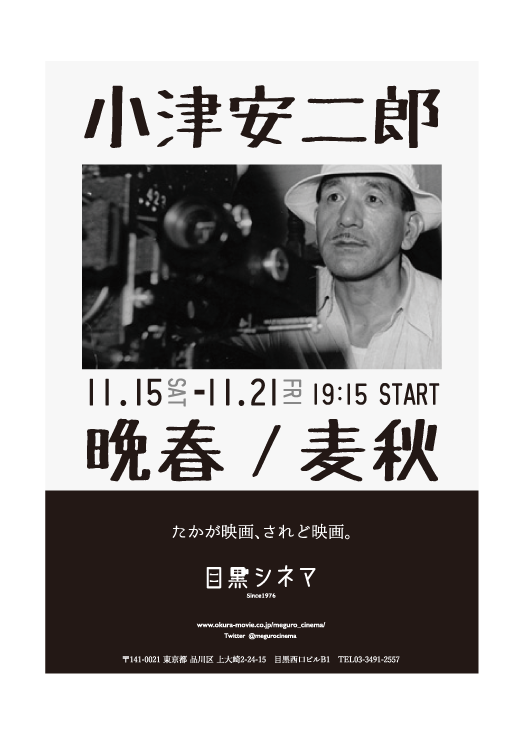 小津安二郎
11.15 SAT -11.21 FRI 19:15 START
晩春 / 麦秋
たかが映画、されど映画。
目黒シネマ
Since1976
www.okura-movie.co.jp/meguro_cinema/
Twitter @megurocinema
〒141-0021 東京都 品川区 上大崎2-24-15 目黒西口ビルB1 TEL03-3491-2557